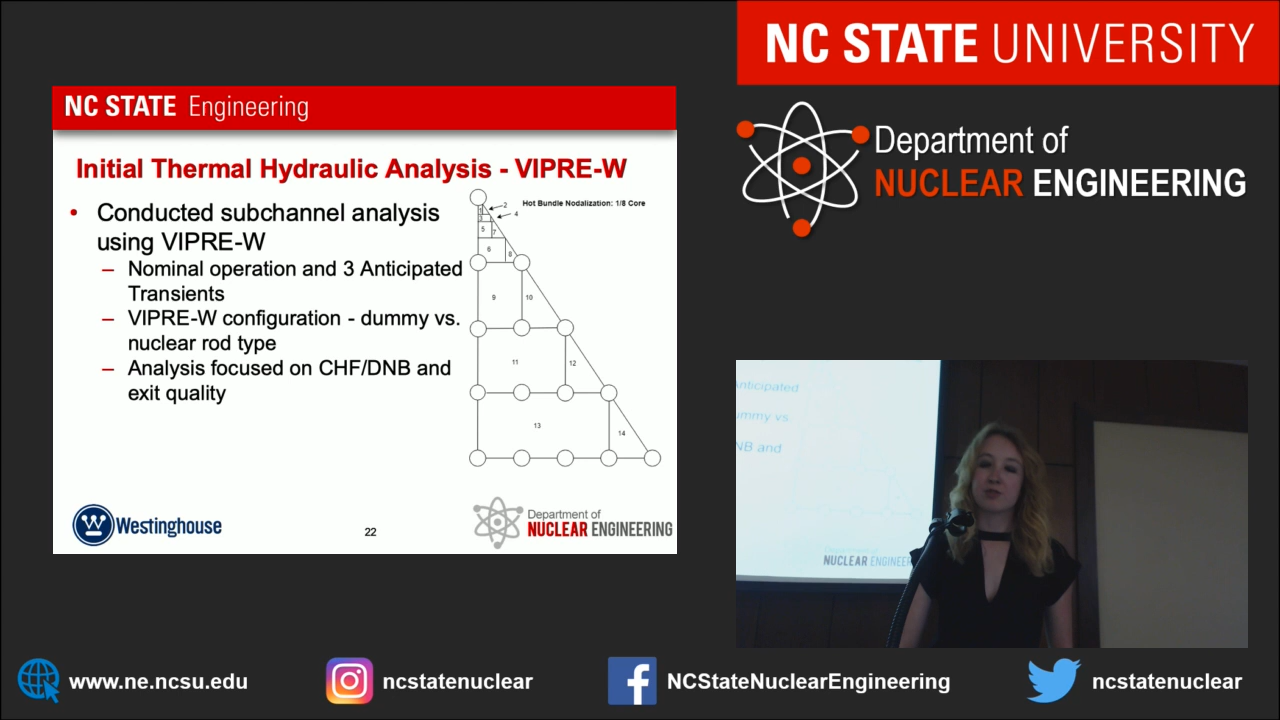 NC STATE UNIVERSITY
NC STATE Engineering
Department of
NUCLEAR ENGINEERING
Initial Thermal Hydraulic Analysis - VIPRE-W
• Conducted subchannel analysis
using VIPRE-W
– Nominal operation and 3 Anticipated
Transients
– VIPRE-W configuration - dummy vs.
nuclear rod type
– Analysis focused on CHF/DNB and
exit quality
Hot Bundle Nodalization: 1/8 Core
2
4
5
7
6
8
9
10
11
12
13
14
Westinghouse
22
Department of
NUCLEAR ENGINEERING
Anticipated
ummy vs
NB and
NUCLEAR ENGINEER
www.ne.ncsu.edu
ncstatenuclear
NCStateNuclearEngineering
ncstatenuclear